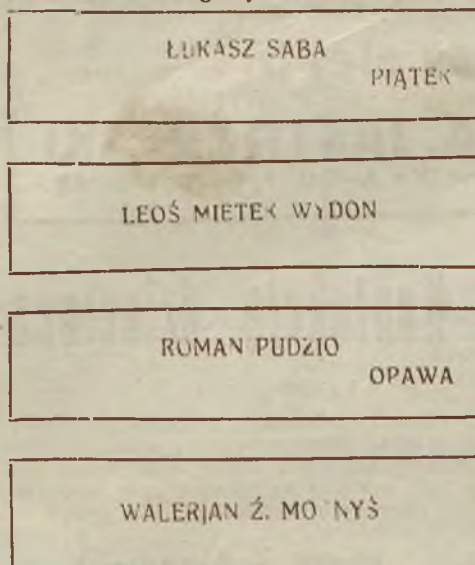 ŁUKASZ SABA
PIĄTEK
LEOŚ MIETEK WYDON
ROMAN PUDZIO
OPAWA
WALERJAN Ź.